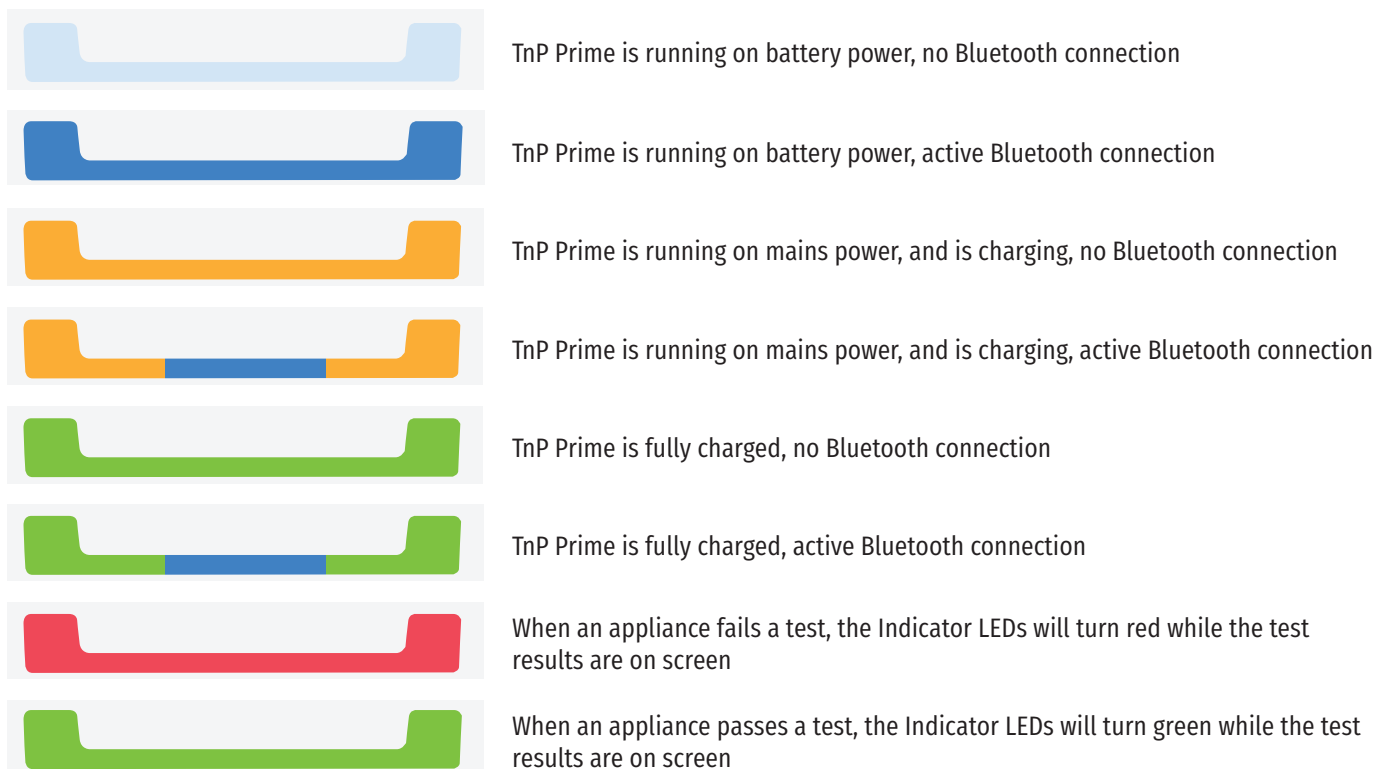 TnP Prime is running on battery power, no Bluetooth connection
TnP Prime is running on battery power, active Bluetooth connection
TnP Prime is running on mains power, and is charging, no Bluetooth connection
TnP Prime is running on mains power, and is charging, active Bluetooth connection
TnP Prime is fully charged, no Bluetooth connection
TnP Prime is fully charged, active Bluetooth connection
When an appliance fails a test, the Indicator LEDs will turn red while the test
results are on screen
When an appliance passes a test, the Indicator LEDs will turn green while the test
results are on screen